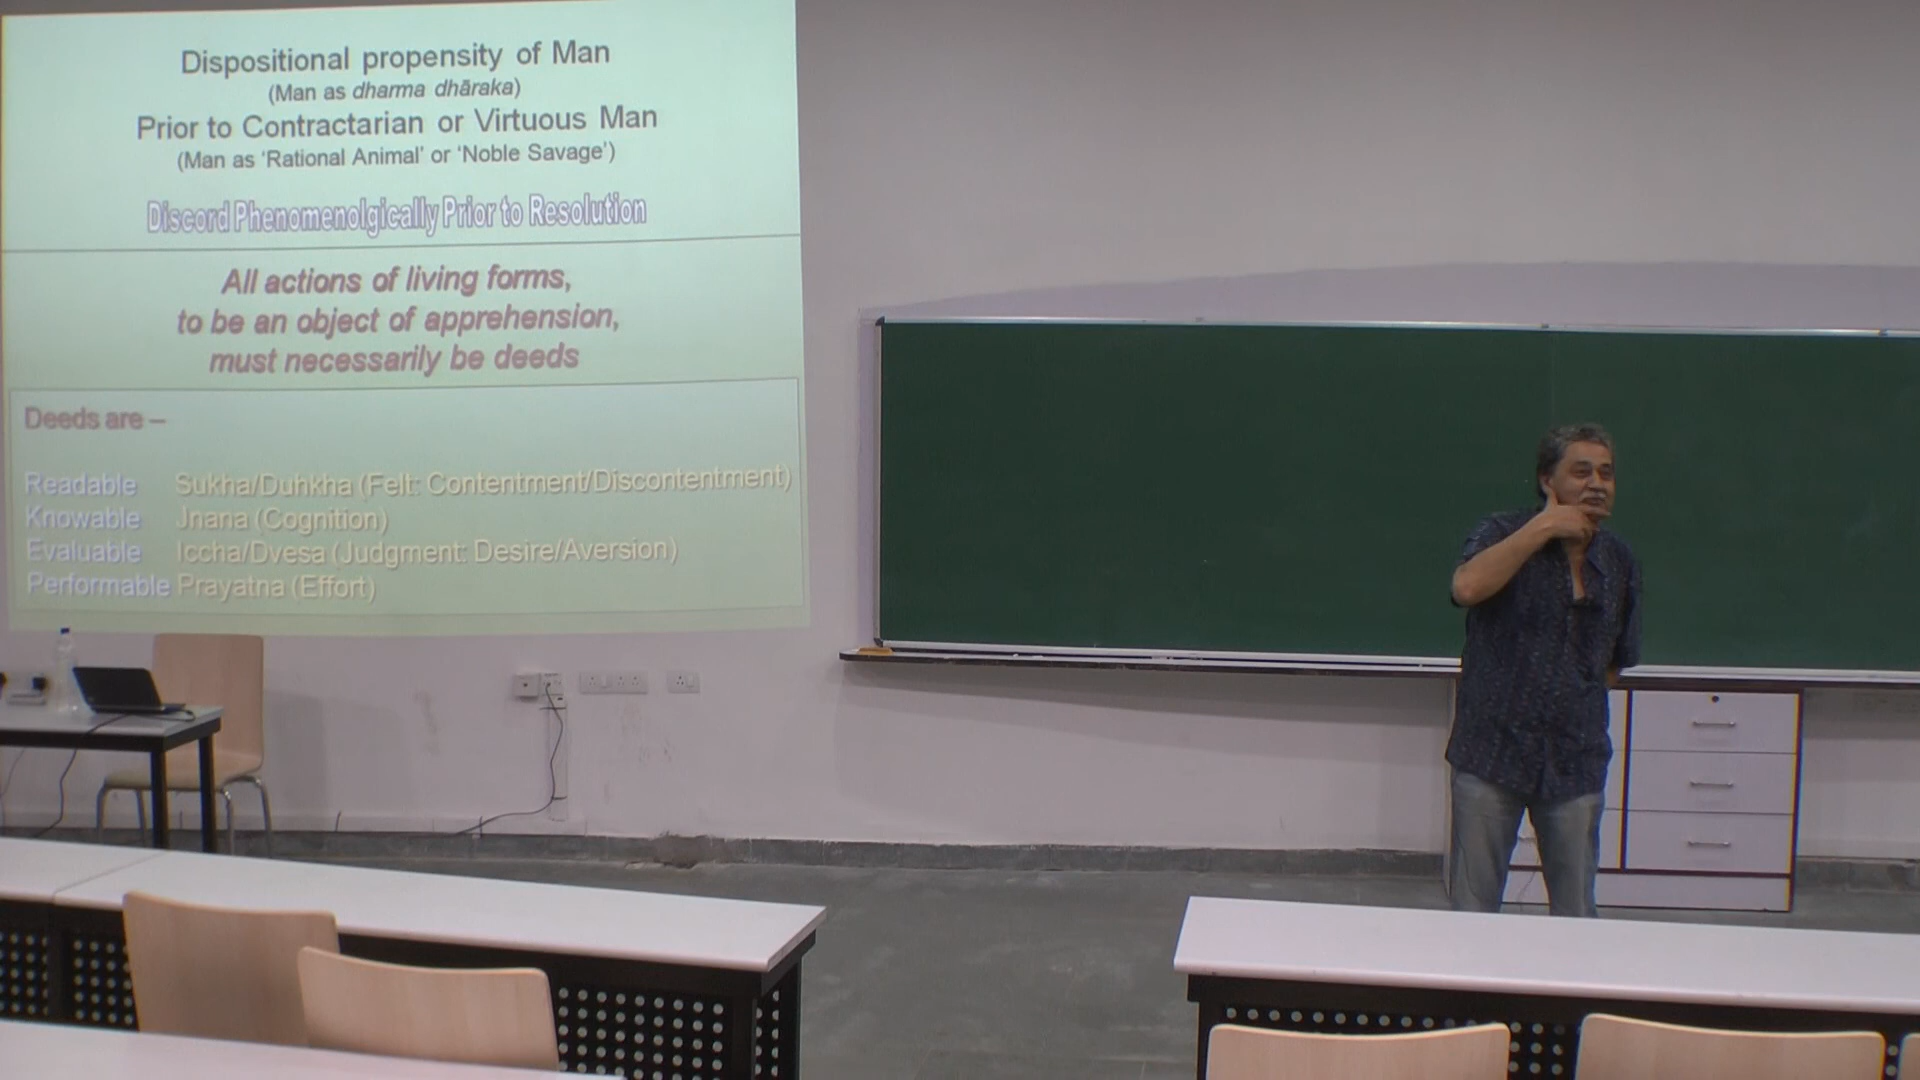 Dispositional propensity of Man
(Man as dharma dhāraka)
Prior to Contractarian or Virtuous Man
(Man as ‘Rational Animal’ or ‘Noble Savage’)
Discord Phenomenolgically Prior to Resolution
All actions of living forms,
to be an object of apprehension,
must necessarily be deeds
Deeds are –
Readable Sukha/Duhkha (Felt: Contentment/Discontentment)
Knowable Jnana (Cognition)
Evaluable Iccha/Dvesa (Judgment: Desire/Aversion)
Performable Prayatna (Effort)